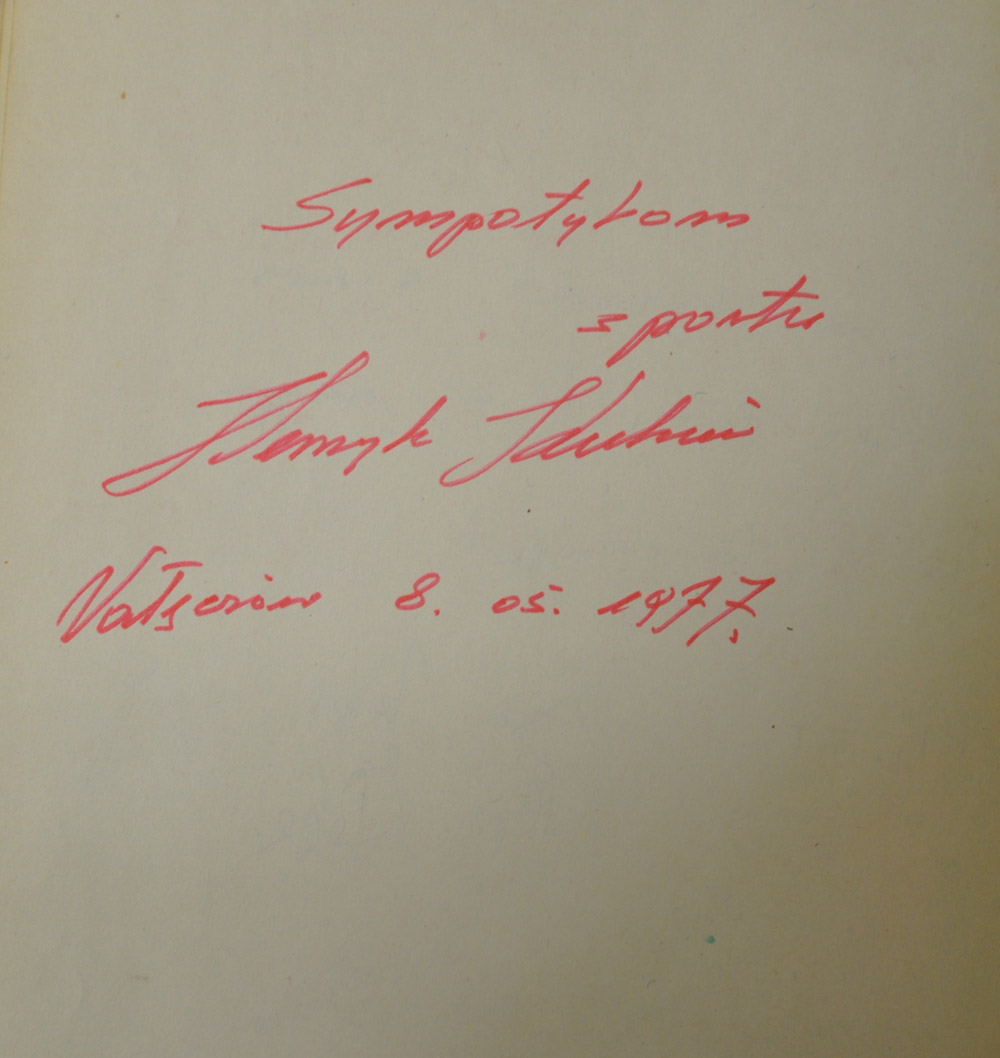 Sympatykom
sportu
Henryk
8. 05. 1977.